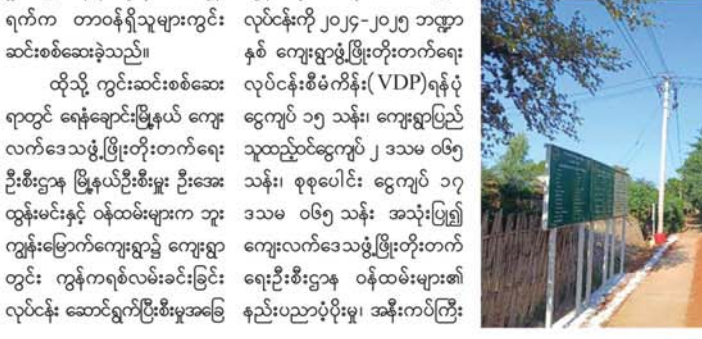 ရက်က တာဝန်ရှိသူများကွင်း
ဆင်းစစ်ဆေးခဲ့သည်။
ထိုသို့ ကွင်းဆင်းစစ်ဆေး
ရာတွင် ရေနံချောင်းမြို့နယ် ကျေး
လက်ဒေသဖွံ့ဖြိုးတိုးတက်ရေး
ဦးစီးဌာန မြို့နယ်ဦးစီးမှူး ဦးအေး
ထွန်းမင်းနှင့် ဝန်ထမ်းများက ဘူး
ကျွန်းမြောက်ကျေးရွာ၌ ကျေးရွာ
တွင်း ကွန်ကရစ်လမ်းခင်းခြင်း
လုပ်ငန်း ဆောင်ရွက်ပြီးစီးမှုအခြေ
လုပ်ငန်းကို ၂၀၂၄-၂၀၂၅ ဘဏ္ဍာ
နှစ် ကျေးရွာဖွံ့ဖြိုးတိုးတက်ရေး
လုပ်ငန်းစီမံကိန်း(VDP)ရန်ပုံ
ငွေကျပ် ၁၅ သန်း၊ ကျေးရွာပြည်
သူထည့်ဝင်ငွေကျပ် ၂ ဒသမ ၀၆၅
သန်း၊ စုစုပေါင်း ငွေကျပ် ၁၇
ဒသမ ၀၆၅ သန်း အသုံးပြု၍
ကျေးလက်ဒေသဖွံ့ဖြိုးတိုးတက်
ရေးဦးစီးဌာန ဝန်ထမ်းများ၏
နည်းပညာပံ့ပိုးမှု၊ အနီးကပ်ကြီး